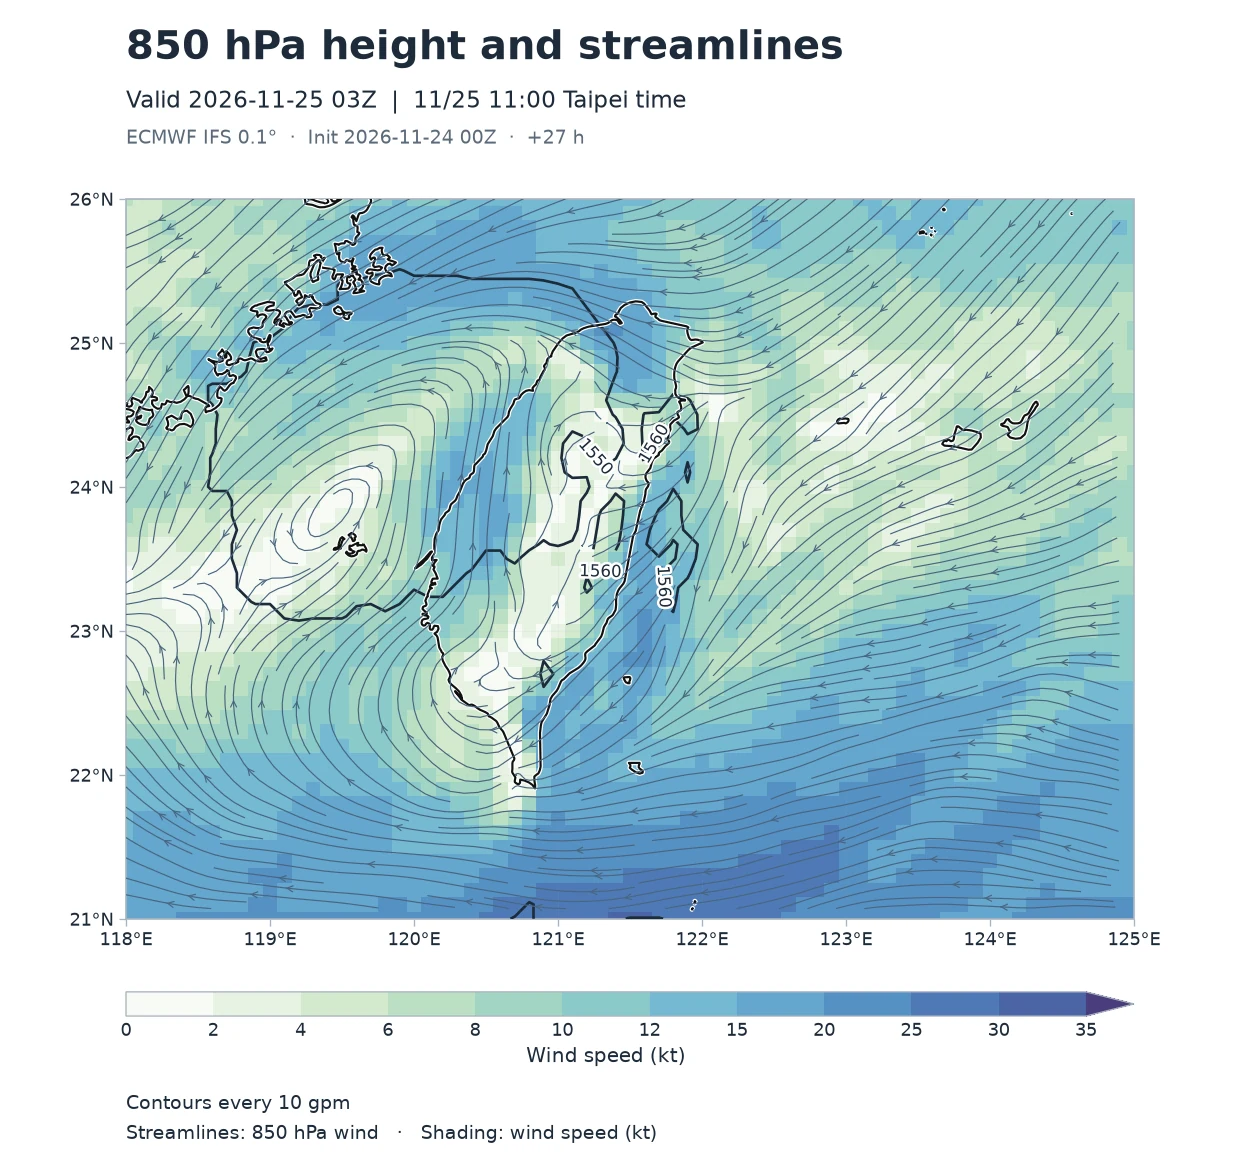 850 hPa height and streamlines
Valid 2026-11-25 03Z | 11/25 11:00 Taipei time
ECMWF IFS 0.1° · Init 2026-11-24 00Z · +27 h
26°N
25°N
24°N
23°N
22°N
21°N
1550
1560
1560
1560
118°E 119°E 120°E 121°E 122°E 123°E 124°E 125°E
0 2 4 6 8 10 12 15 20 25 30 35
Wind speed (kt)
Contours every 10 gpm
Streamlines: 850 hPa wind · Shading: wind speed (kt)